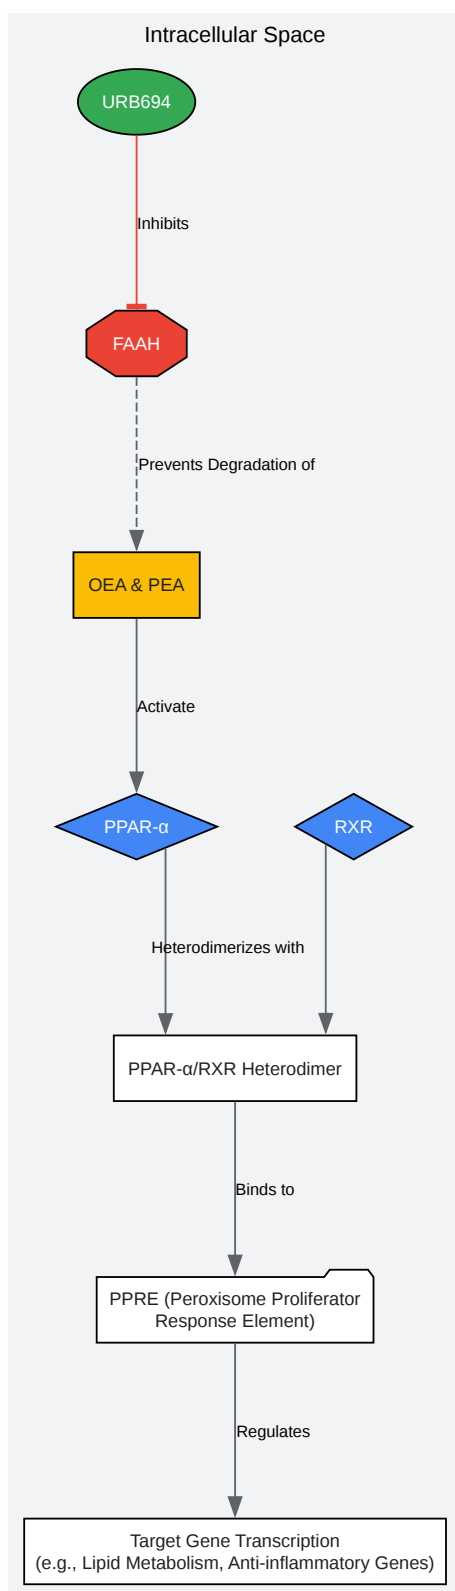 Intracellular Space
URB694
Inhibits
FAAH
Prevents Degradation of
OEA & PEA
Activate
PPAR-α
RXR
Heterodimerizes with
PPAR-α/RXR Heterodimer
Binds to
PPRE (Peroxisome Proliferator
Response Element)
Regulates
Target Gene Transcription
(e.g., Lipid Metabolism, Anti-inflammatory Genes)